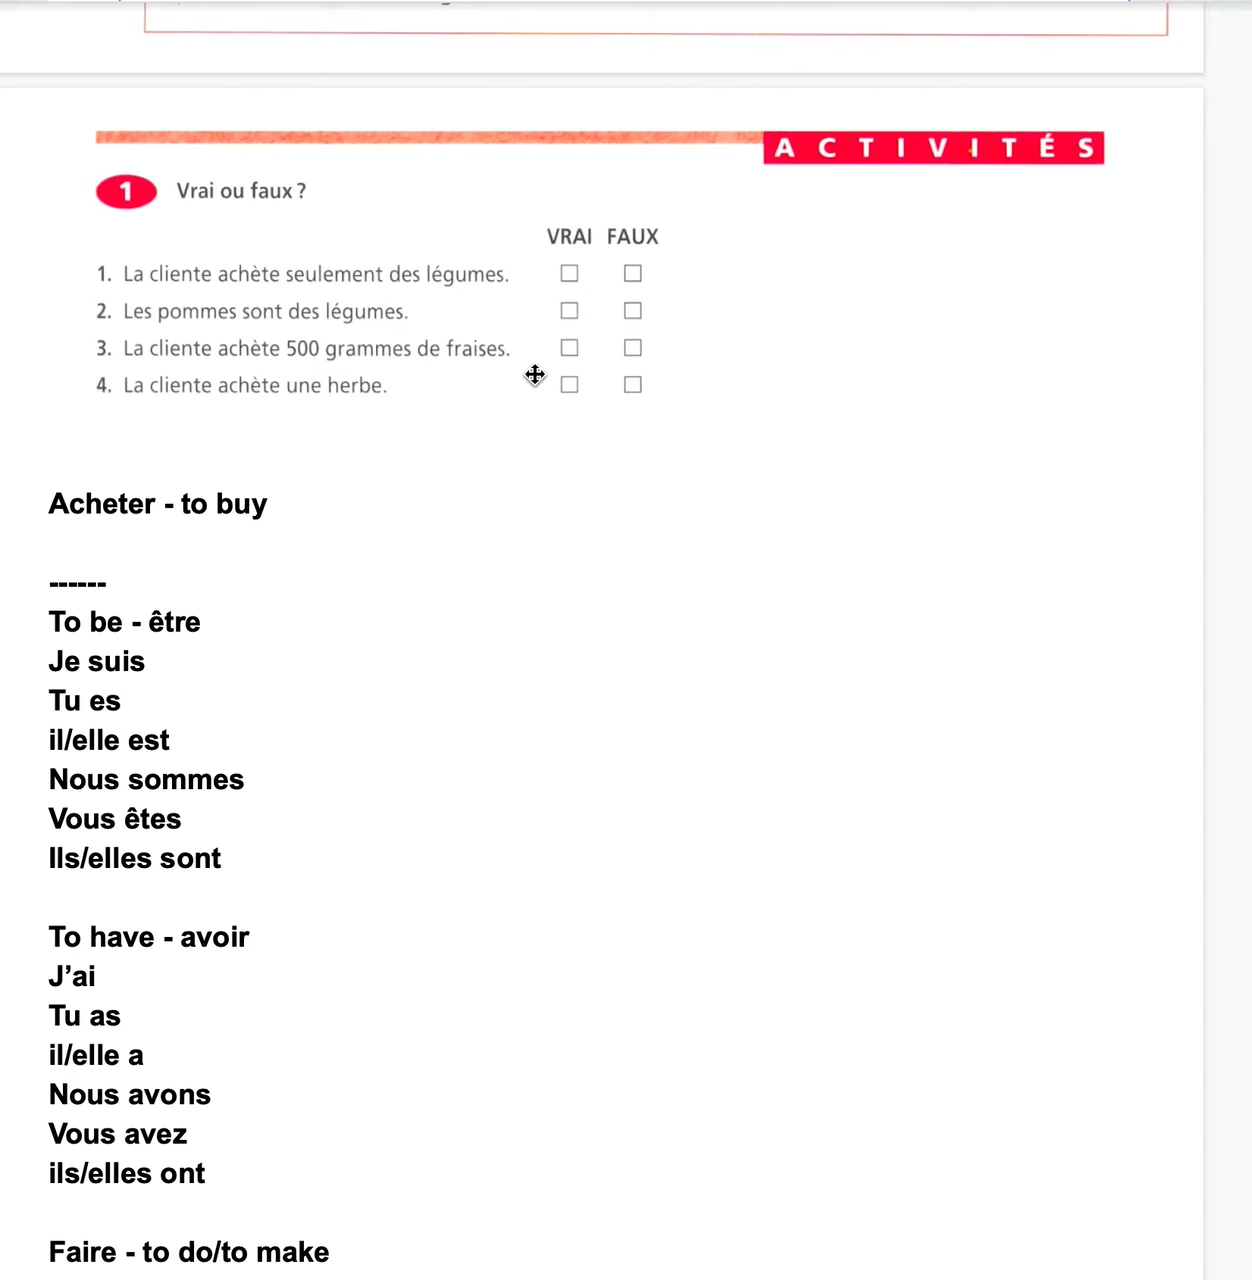 ACTIVITÉS
1 Vrai ou faux ?
VRAI FAUX
1. La cliente achète seulement des légumes.
2. Les pommes sont des légumes.
3. La cliente achète 500 grammes de fraises.
4. La cliente achète une herbe.
Acheter - to buy
------
To be - être
Je suis
Tu es
il/elle est
Nous sommes
Vous êtes
Ils/elles sont
To have - avoir
J’ai
Tu as
il/elle a
Nous avons
Vous avez
ils/elles ont
Faire - to do/to make